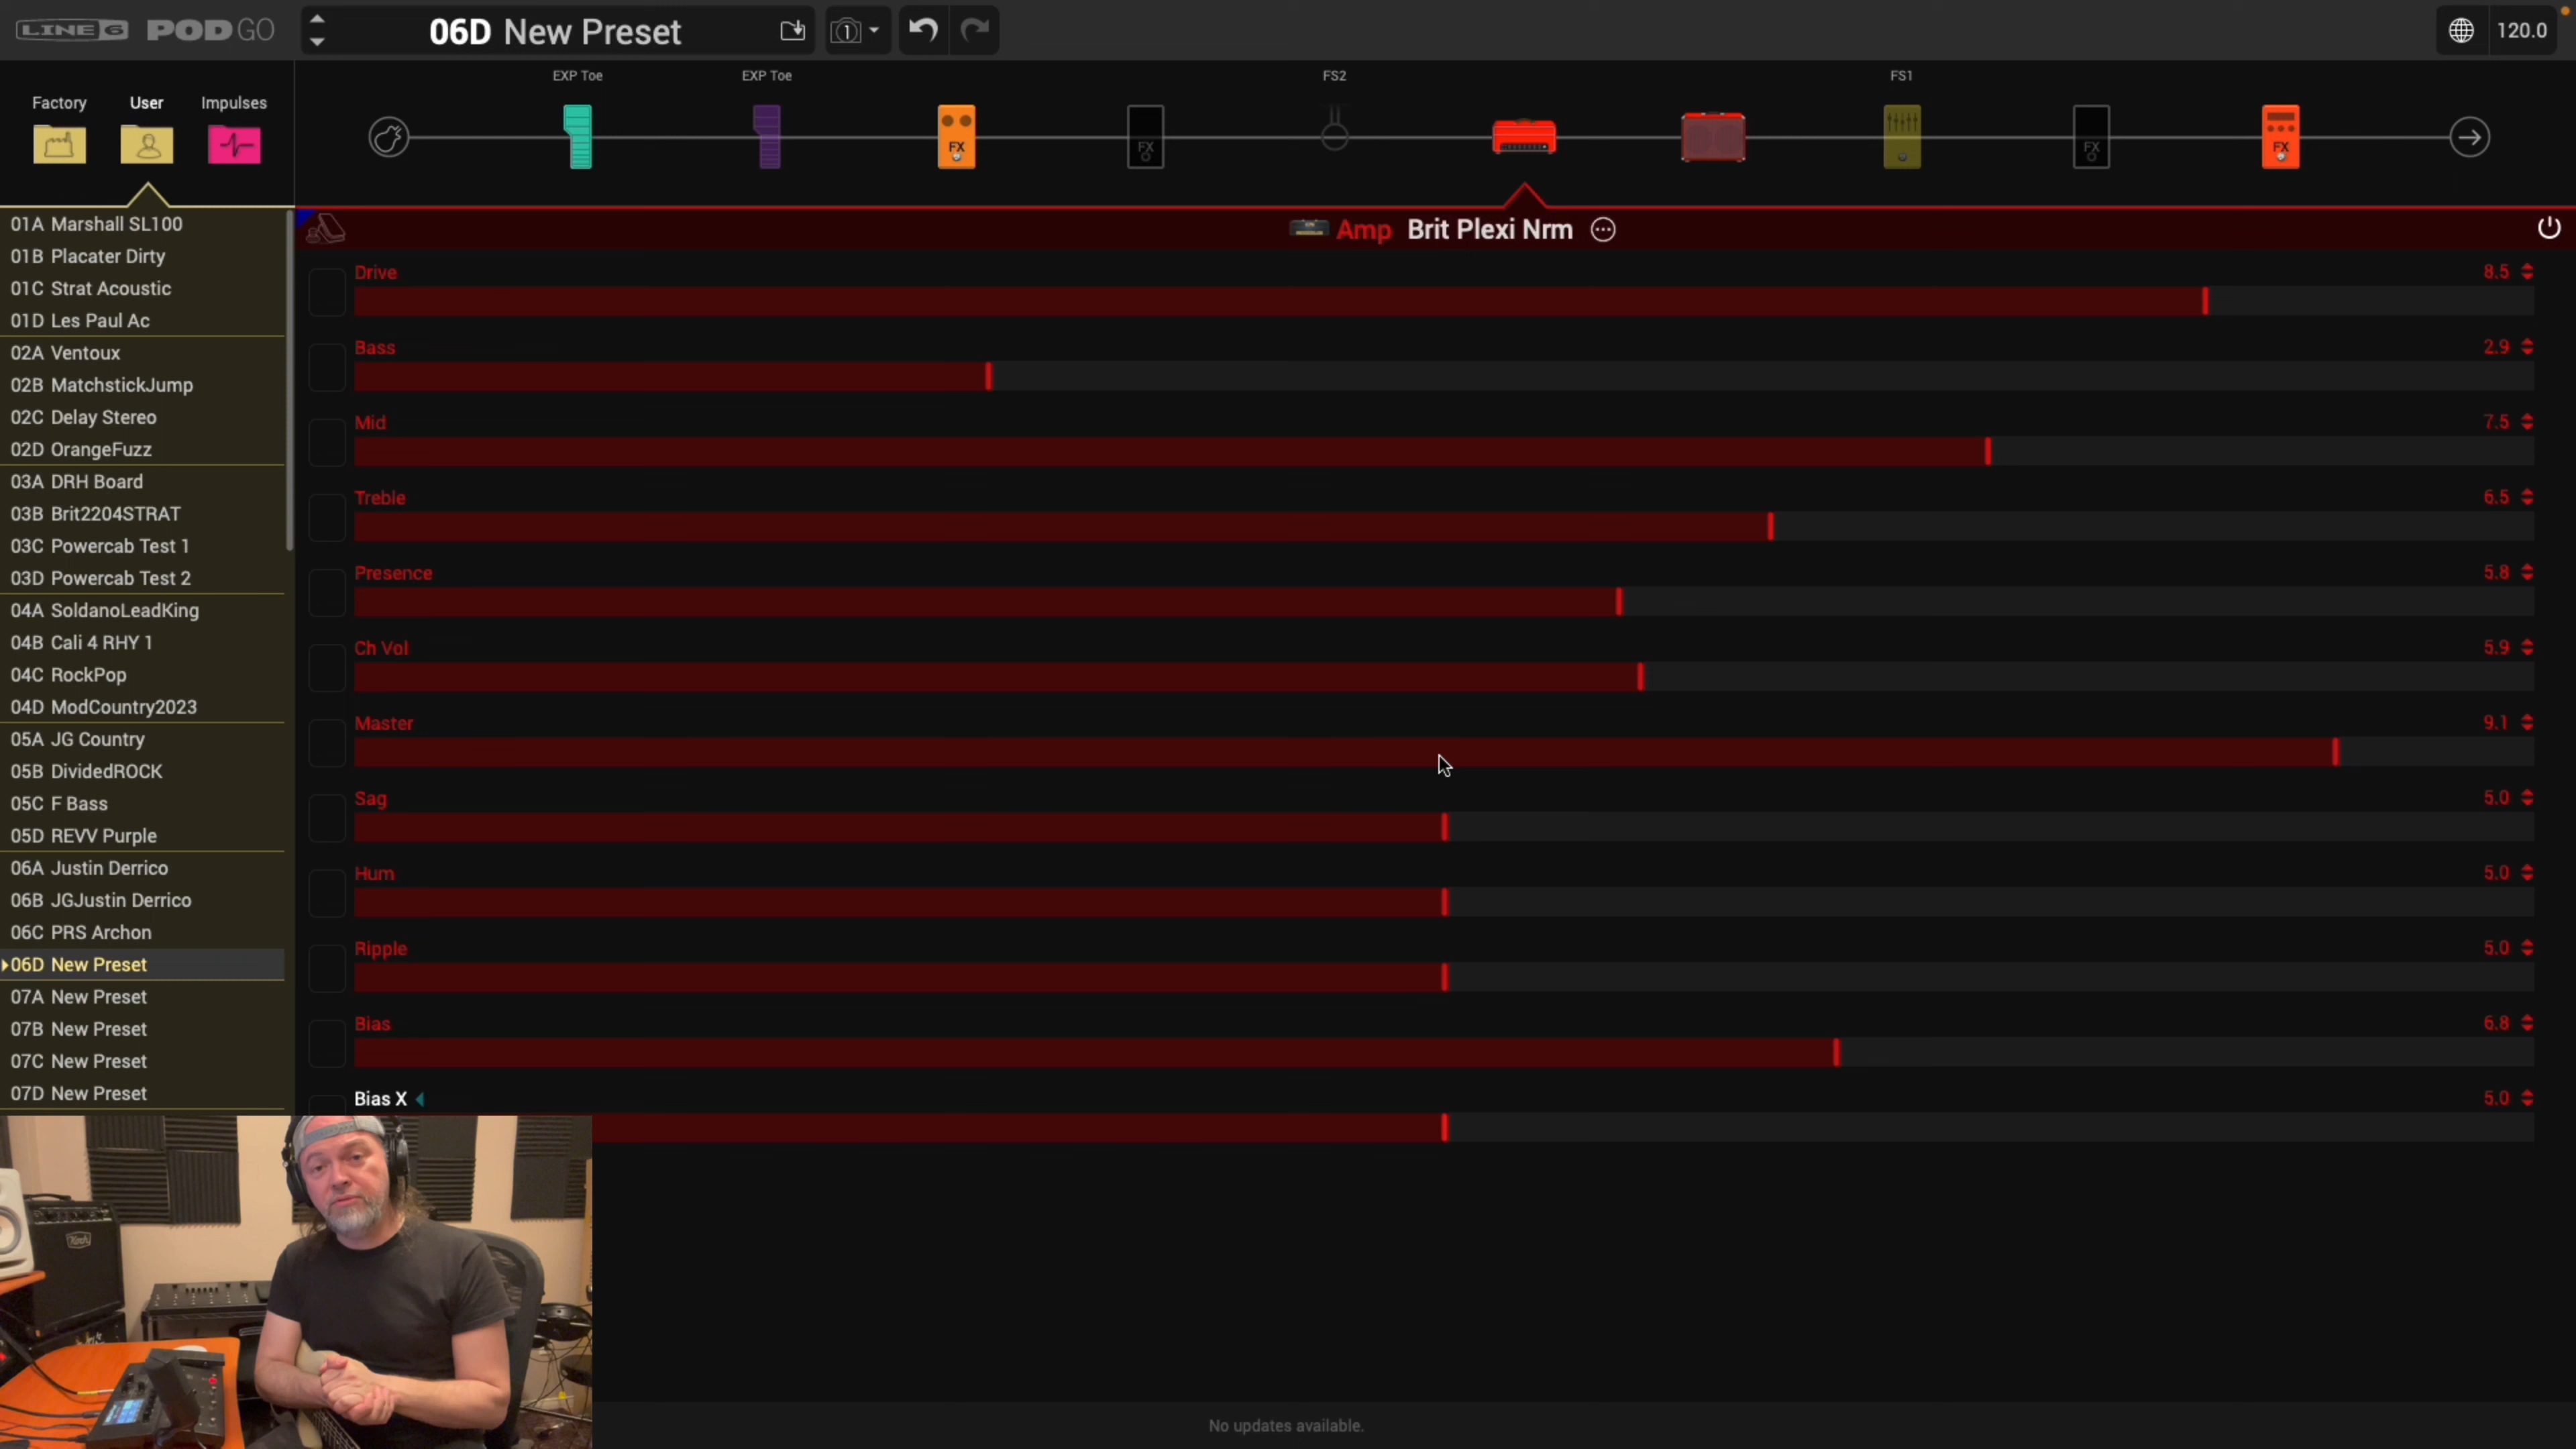 LINE 6 POD GO
06D New Preset
1
120.0
Factory
User
Impulses
EXP Toe
EXP Toe
FS2
FS1
FX
FX
FX
FX
01A Marshall SL100
01B Placater Dirty
01C Strat Acoustic
01D Les Paul Ac
02A Ventoux
02B MatchstickJump
02C Delay Stereo
02D OrangeFuzz
03A DRH Board
03B Brit2204STRAT
03C Powercab Test 1
03D Powercab Test 2
04A SoldanoLeadKing
04B Cali 4 RHY 1
04C RockPop
04D ModCountry2023
05A JG Country
05B DividedROCK
05C F Bass
05D REVV Purple
06A Justin Derrico
06B JGJustin Derrico
06C PRS Archon
06D New Preset
07A New Preset
07B New Preset
07C New Preset
07D New Preset
Amp Brit Plexi Nrm
Drive 8.5
Bass 2.9
Mid 7.5
Treble 6.5
Presence 5.8
Ch Vol 5.9
Master 9.1
Sag 5.0
Hum 5.0
Ripple 5.0
Bias 6.8
Bias X 5.0
No updates available.